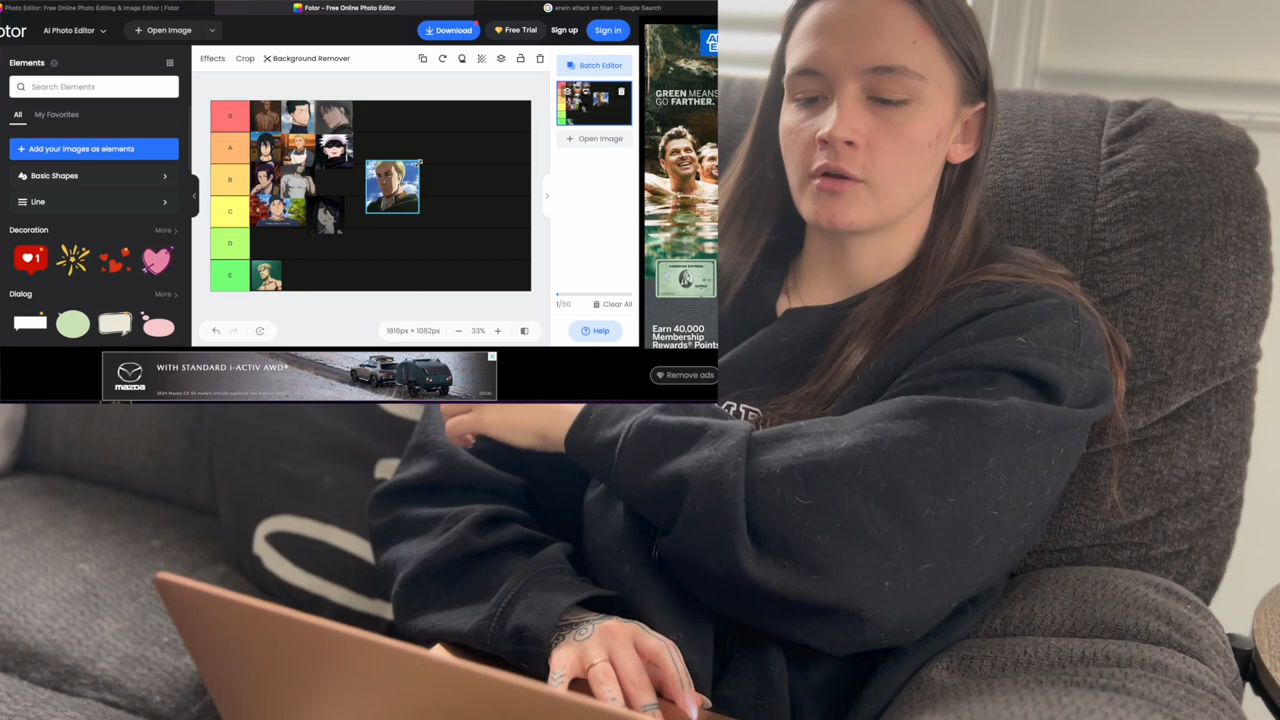 Photo Editor: Free Online Photo Editing & Image Editor | Fotor
Fotor - Free Online Photo Editor
erwin attack on titan - Google Search
otor
AI Photo Editor
Open Image
Download
Free Trial
Sign up
Sign in
Elements
Effects
Crop
Background Remover
Batch Editor
Search Elements
All
My Favorites
Open Image
Add your images as elements
Basic Shapes
Line
Decoration
More
1
Dialog
More
S
A
B
C
D
E
1/50
Clear All
1816px × 1082px
33%
Help
GREEN MEANS
GO FARTHER.
Earn 40,000
Membership
Rewards® Points
Remove ads
mazda
WITH STANDARD i-ACTIV AWD®
LEGAL